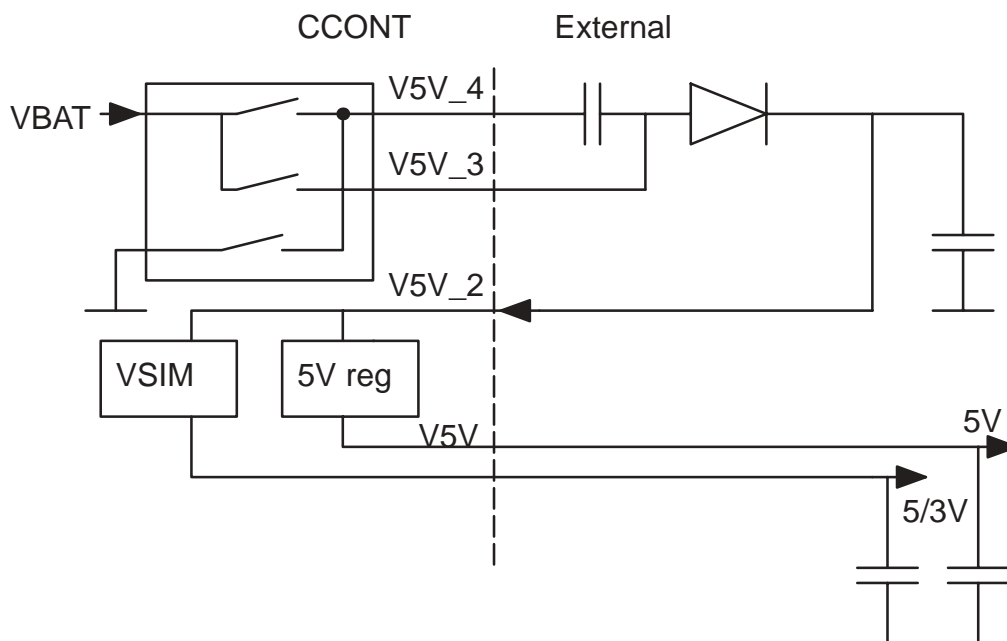 CCONT External
VBAT
V5V_4
V5V_3
V5V_2
VSIM
5V reg
V5V
5V
5/3V